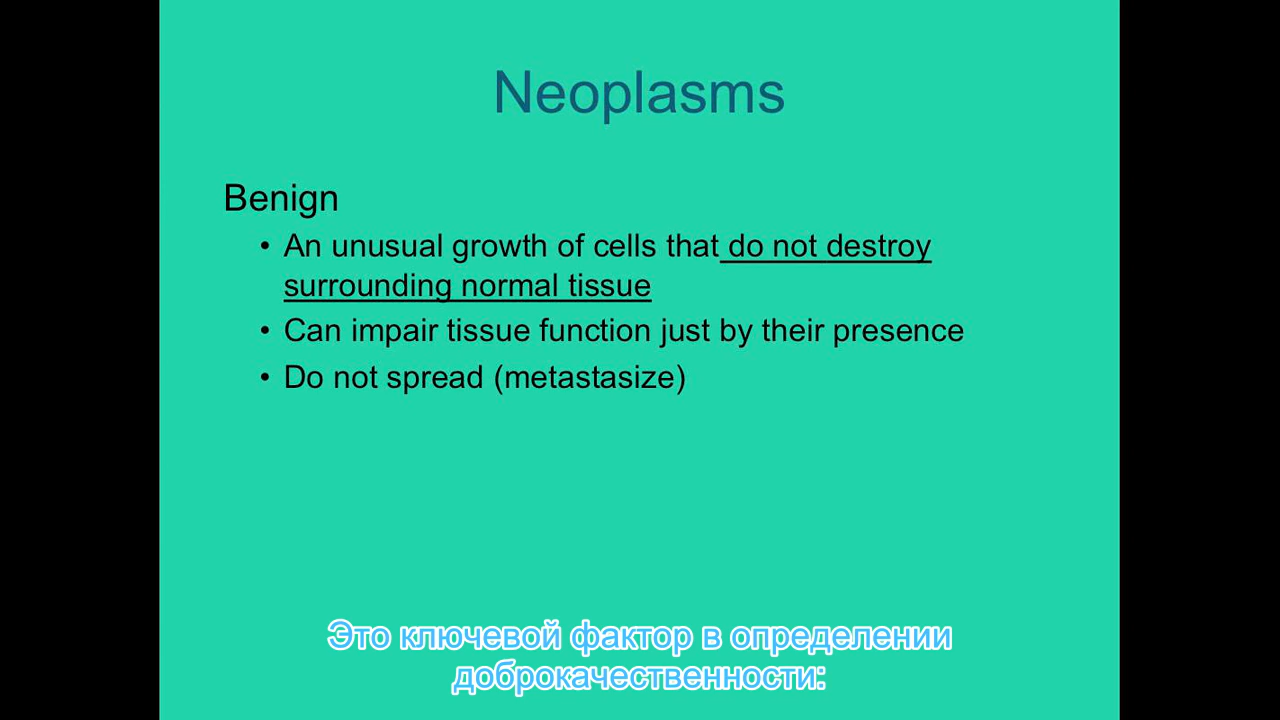 Neoplasms
Benign
• An unusual growth of cells that do not destroy
surrounding normal tissue
• Can impair tissue function just by their presence
• Do not spread (metastasize)
Это ключевой фактор в определении
доброкачественности: